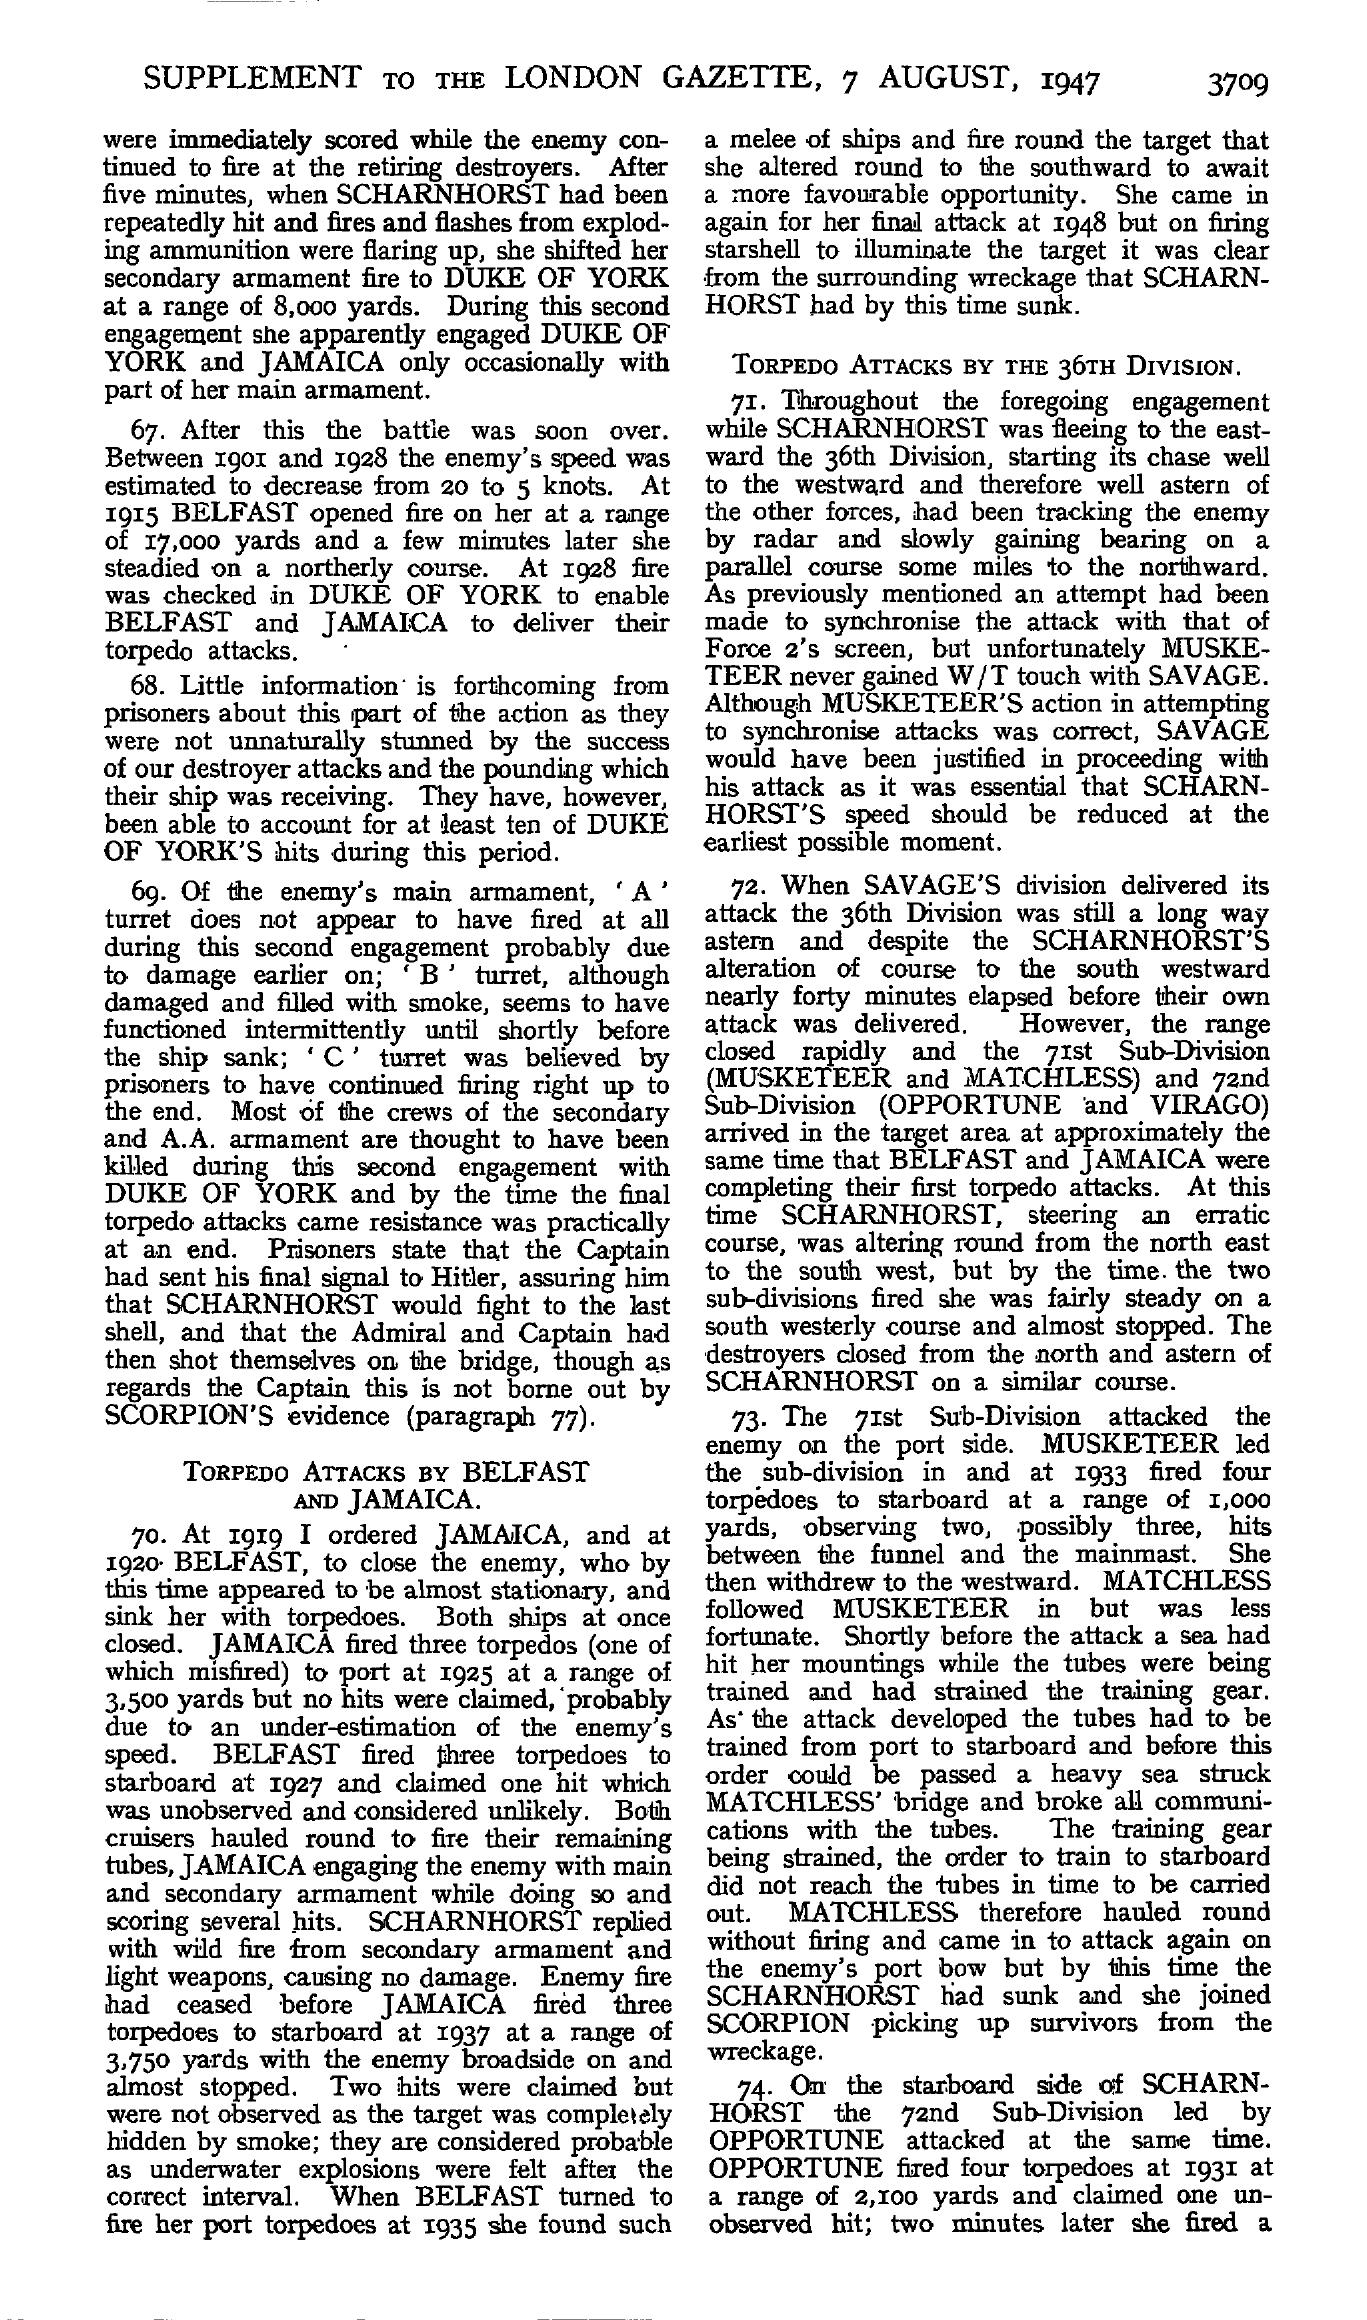 SUPPLEMENT TO THE LONDON GAZETTE, 7 AUGUST, 1947 3709
were immediately scored while the enemy con-
tinued to fire at the retiring destroyers. After
five minutes, when SCHARNHORST had been
repeatedly hit and fires and flashes from explod-
ing ammunition were flaring up, she shifted her
secondary armament fire to DUKE OF YORK
at a range of 8,000 yards. During this second
engagement she apparently engaged DUKE OF
YORK and JAMAICA only occasionally with
part of her main armament.
67. After this the battle was soon over.
Between 1901 and 1928 the enemy's speed was
estimated to decrease from 20 to 5 knots. At
1915 BELFAST opened fire on her at a range
of 17,000 yards and a few minutes later she
steadied on a northerly course. At 1928 fire
was checked in DUKE OF YORK to enable
BELFAST and JAMAICA to deliver their
torpedo attacks.
68. Little information is forthcoming from
prisoners about this part of the action as they
were not unnaturally stunned by the success
of our destroyer attacks and the pounding which
their ship was receiving. They have, however,
been able to account for at least ten of DUKE
OF YORK'S hits during this period.
69. Of the enemy's main armament, 'A'
turret does not appear to have fired at all
during this second engagement probably due
to damage earlier on; 'B' turret, although
damaged and filled with smoke, seems to have
functioned intermittently until shortly before
the ship sank; 'C' turret was believed by
prisoners to have continued firing right up to
the end. Most of the crews of the secondary
and A.A. armament are thought to have been
killed during this second engagement with
DUKE OF YORK and by the time the final
torpedo attacks came resistance was practically
at an end. Prisoners state that the Captain
had sent his final signal to Hitler, assuring him
that SCHARNHORST would fight to the last
shell, and that the Admiral and Captain had
then shot themselves on the bridge, though as
regards the Captain this is not borne out by
SCORPION'S evidence (paragraph 77).
TORPEDO ATTACKS BY BELFAST
AND JAMAICA.
70. At 1919 I ordered JAMAICA, and at
1920 BELFAST, to close the enemy, who by
this time appeared to be almost stationary, and
sink her with torpedoes. Both ships at once
closed. JAMAICA fired three torpedos (one of
which misfired) to port at 1925 at a range of
3,500 yards but no hits were claimed, probably
due to an under-estimation of the enemy's
speed. BELFAST fired three torpedoes to
starboard at 1927 and claimed one hit which
was unobserved and considered unlikely. Both
cruisers hauled round to fire their remaining
tubes, JAMAICA engaging the enemy with main
and secondary armament while doing so and
scoring several hits. SCHARNHORST replied
with wild fire from secondary armament and
light weapons, causing no damage. Enemy fire
had ceased before JAMAICA fired three
torpedoes to starboard at 1937 at a range of
3,750 yards with the enemy broadside on and
almost stopped. Two hits were claimed but
were not observed as the target was completely
hidden by smoke; they are considered probable
as underwater explosions were felt after the
correct interval. When BELFAST turned to
fire her port torpedoes at 1935 she found such
a melee of ships and fire round the target that
she altered round to the southward to await
a more favourable opportunity. She came in
again for her final attack at 1948 but on firing
starshell to illuminate the target it was clear
from the surrounding wreckage that SCHARN-
HORST had by this time sunk.
TORPEDO ATTACKS BY THE 36TH DIVISION.
71. Throughout the foregoing engagement
while SCHARNHORST was fleeing to the east-
ward the 36th Division, starting its chase well
to the westward and therefore well astern of
the other forces, had been tracking the enemy
by radar and slowly gaining bearing on a
parallel course some miles to the northward.
As previously mentioned an attempt had been
made to synchronise the attack with that of
Force 2's screen, but unfortunately MUSKE-
TEER never gained W/T touch with SAVAGE.
Although MUSKETEER'S action in attempting
to synchronise attacks was correct, SAVAGE
would have been justified in proceeding with
his attack as it was essential that SCHARN-
HORST'S speed should be reduced at the
earliest possible moment.
72. When SAVAGE'S division delivered its
attack the 36th Division was still a long way
astern and despite the SCHARNHORST'S
alteration of course to the south westward
nearly forty minutes elapsed before their own
attack was delivered. However, the range
closed rapidly and the 71st Sub-Division
(MUSKETEER and MATCHLESS) and 72nd
Sub-Division (OPPORTUNE and VIRAGO)
arrived in the target area at approximately the
same time that BELFAST and JAMAICA were
completing their first torpedo attacks. At this
time SCHARNHORST, steering an erratic
course, was altering round from the north east
to the south west, but by the time the two
sub-divisions fired she was fairly steady on a
south westerly course and almost stopped. The
destroyers closed from the north and astern of
SCHARNHORST on a similar course.
73. The 71st Sub-Division attacked the
enemy on the port side. MUSKETEER led
the sub-division in and at 1933 fired four
torpedoes to starboard at a range of 1,000
yards, observing two, possibly three, hits
between the funnel and the mainmast. She
then withdrew to the westward. MATCHLESS
followed MUSKETEER in but was less
fortunate. Shortly before the attack a sea had
hit her mountings while the tubes were being
trained and had strained the training gear.
As the attack developed the tubes had to be
trained from port to starboard and before this
order could be passed a heavy sea struck
MATCHLESS' bridge and broke all communi-
cations with the tubes. The training gear
being strained, the order to train to starboard
did not reach the tubes in time to be carried
out. MATCHLESS therefore hauled round
without firing and came in to attack again on
the enemy's port bow but by this time the
SCHARNHORST had sunk and she joined
SCORPION picking up survivors from the
wreckage.
74. On the starboard side of SCHARN-
HORST the 72nd Sub-Division led by
OPPORTUNE attacked at the same time.
OPPORTUNE fired four torpedoes at 1931 at
a range of 2,100 yards and claimed one un-
observed hit; two minutes later she fired a